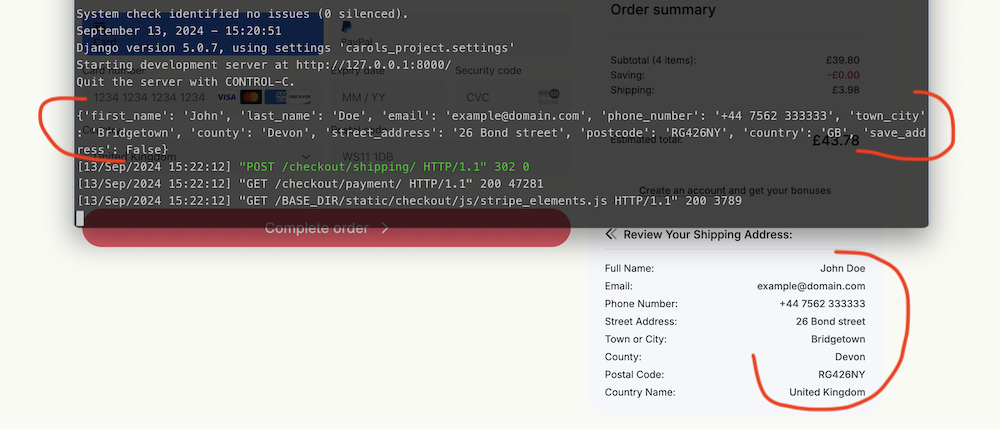 System check identified no issues (0 silenced).
September 13, 2024 - 15:20:51
Django version 5.0.7, using settings 'carols_project.settings'
Starting development server at http://127.0.0.1:8000/
Quit the server with CONTROL-C.
{'first_name': 'John', 'last_name': 'Doe', 'email': 'example@domain.com', 'phone_number': '+44 7562 333333', 'town_city'
: 'Bridgetown', 'county': 'Devon', 'street_address': '26 Bond street', 'postcode': 'RG426NY', 'country': 'GB', 'save_add
ress': False}
[13/Sep/2024 15:22:12] "POST /checkout/shipping/ HTTP/1.1" 302 0
[13/Sep/2024 15:22:12] "GET /checkout/payment/ HTTP/1.1" 200 47281
[13/Sep/2024 15:22:12] "GET /BASE_DIR/static/checkout/js/stripe_elements.js HTTP/1.1" 200 3789
PayPal
Card number
Expiry date
Security code
1234 1234 1234 1234
VISA
MM / YY
CVC
United Kingdom
WS11 1DB
Complete order
Order summary
Subtotal (4 items): £39.80
Saving: -£0.00
Shipping: £3.98
Estimated total: £43.78
Create an account and get your bonuses
Review Your Shipping Address:
Full Name: John Doe
Email: example@domain.com
Phone Number: +44 7562 333333
Street Address: 26 Bond street
Town or City: Bridgetown
County: Devon
Postal Code: RG426NY
Country Name: United Kingdom